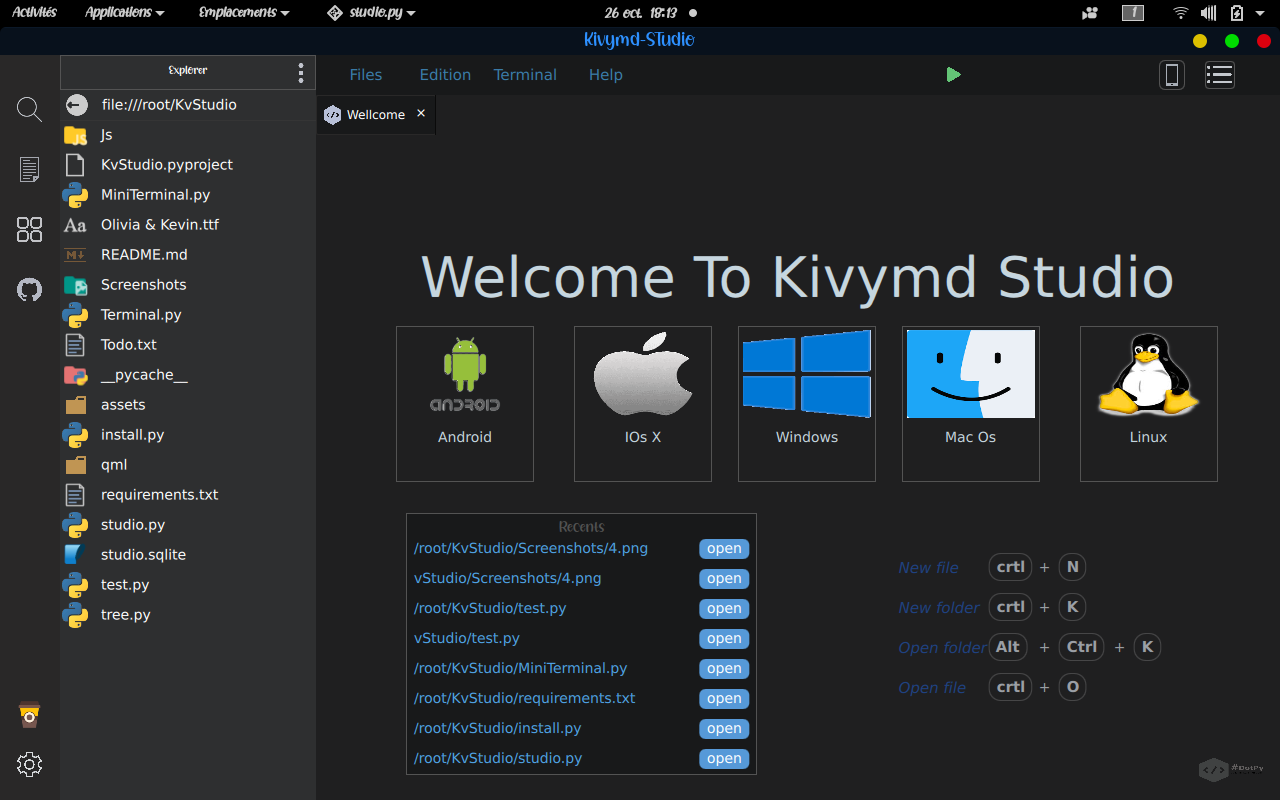 Activités Applications Emplacements studio.py 26 oct. 18:13 1
Kivymd-Studio
Explorer
Files Edition Terminal Help
file:///root/KvStudio
Wellcome ×
Js
JS
KvStudio.pyproject
MiniTerminal.py
Aa Olivia & Kevin.ttf
M README.md
Screenshots
Terminal.py
Todo.txt
__pycache__
assets
install.py
qml
requirements.txt
studio.py
studio.sqlite
test.py
tree.py
Welcome To Kivymd Studio
ANDROID
Android
IOs X
Windows
Mac Os
Linux
Recents
/root/KvStudio/Screenshots/4.png open
vStudio/Screenshots/4.png open
/root/KvStudio/test.py open
vStudio/test.py open
/root/KvStudio/MiniTerminal.py open
/root/KvStudio/requirements.txt open
/root/KvStudio/install.py open
/root/KvStudio/studio.py open
New file crtl + N
New folder crtl + K
Open folder Alt + Ctrl + K
Open file crtl + O
</> #DotPy